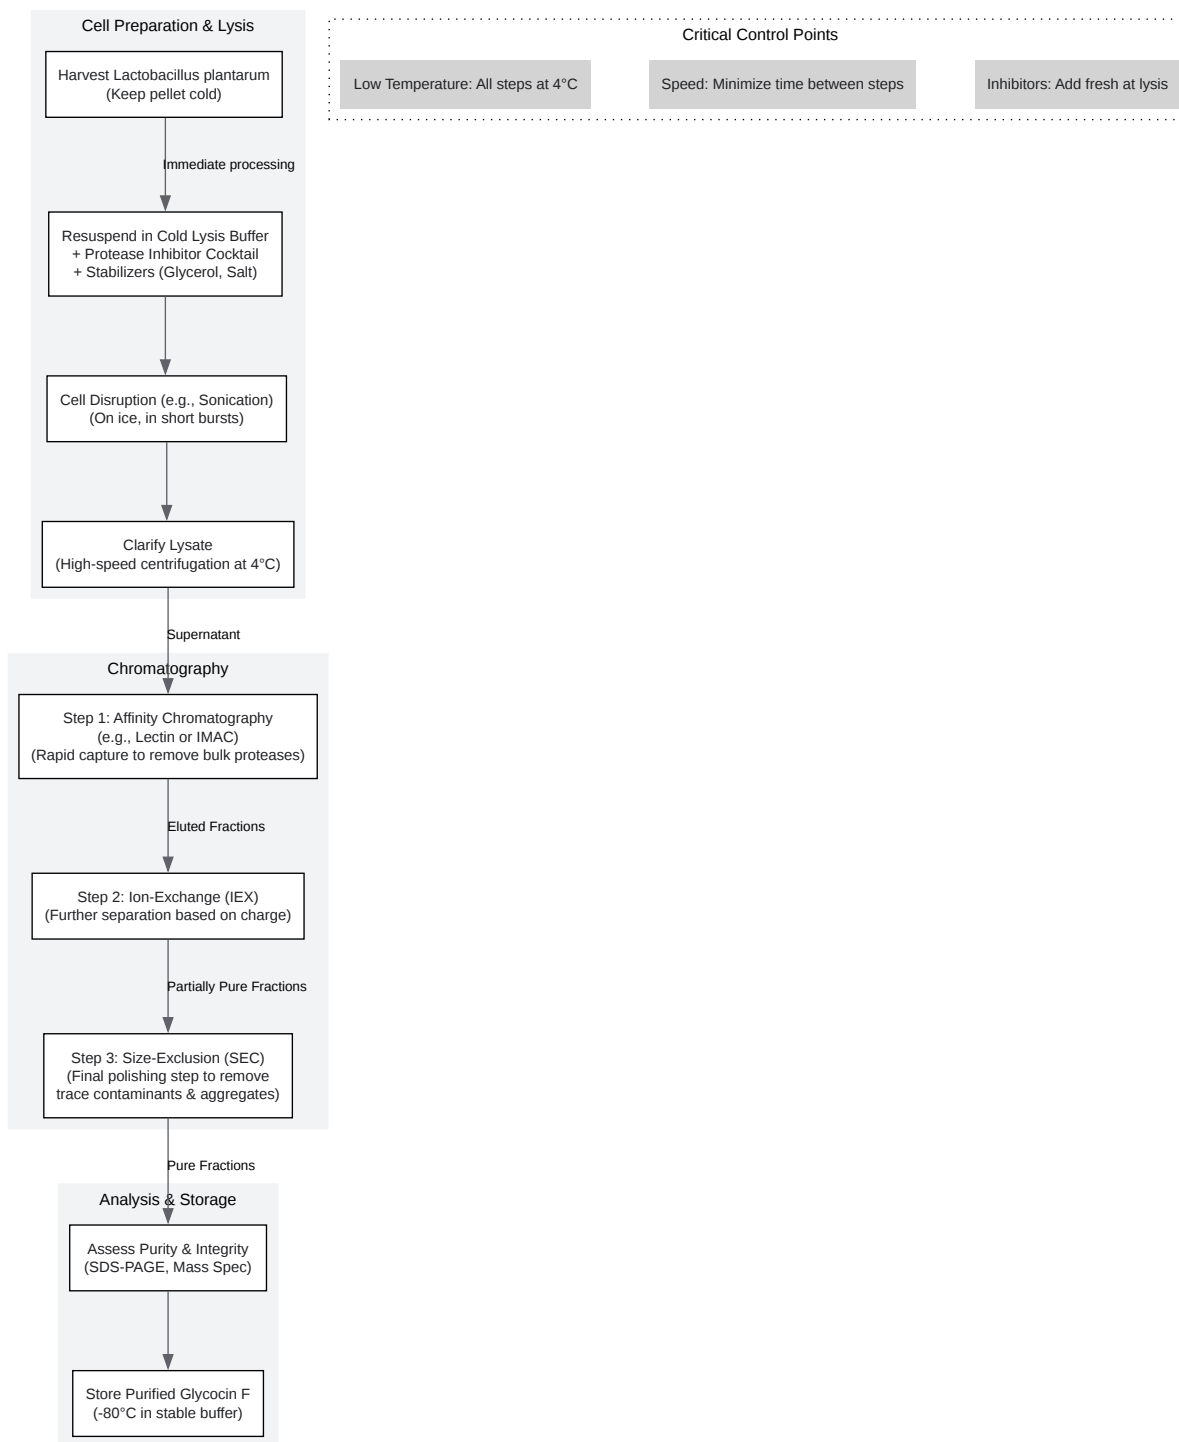 Cell Preparation & Lysis
Harvest Lactobacillus plantarum
(Keep pellet cold)
Immediate processing
Resuspend in Cold Lysis Buffer
+ Protease Inhibitor Cocktail
+ Stabilizers (Glycerol, Salt)
Cell Disruption (e.g., Sonication)
(On ice, in short bursts)
Clarify Lysate
(High-speed centrifugation at 4°C)
Supernatant
Chromatography
Step 1: Affinity Chromatography
(e.g., Lectin or IMAC)
(Rapid capture to remove bulk proteases)
Eluted Fractions
Step 2: Ion-Exchange (IEX)
(Further separation based on charge)
Partially Pure Fractions
Step 3: Size-Exclusion (SEC)
(Final polishing step to remove
trace contaminants & aggregates)
Pure Fractions
Analysis & Storage
Assess Purity & Integrity
(SDS-PAGE, Mass Spec)
Store Purified Glycocin F
(-80°C in stable buffer)
Critical Control Points
Low Temperature: All steps at 4°C
Speed: Minimize time between steps
Inhibitors: Add fresh at lysis